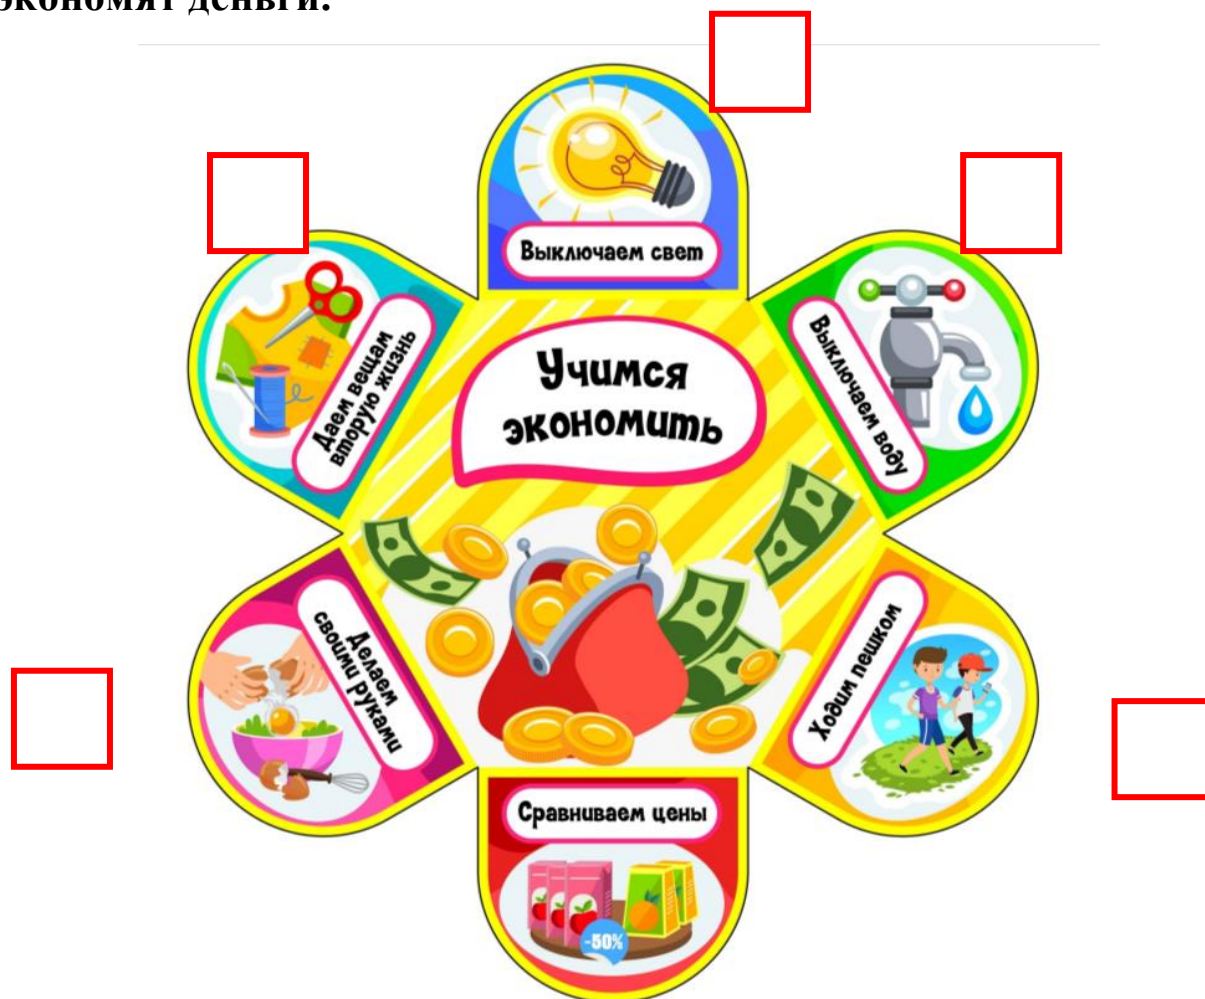 экономят деньги.
Выключаем свет
Даем вещам
вторую жизнь
Учимся
экономить
Выключаем воду
Делаем
своими руками
Ходим пешком
Сравниваем цены
-50%